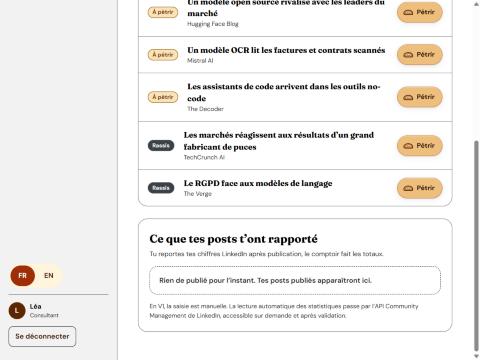 Un modèle open source rivalise avec les leaders du
marché
À pétrir
Hugging Face Blog
Pétrir
À pétrir
Un modèle OCR lit les factures et contrats scannés
Mistral AI
Pétrir
Les assistants de code arrivent dans les outils no-
code
À pétrir
The Decoder
Pétrir
Les marchés réagissent aux résultats d'un grand
fabricant de puces
Rassis
TechCrunch AI
Pétrir
Rassis
Le RGPD face aux modèles de langage
The Verge
Pétrir
Ce que tes posts t'ont rapporté
Tu reportes tes chiffres LinkedIn après publication, le comptoir fait les totaux.
Rien de publié pour l'instant. Tes posts publiés apparaîtront ici.
En V1, la saisie est manuelle. La lecture automatique des statistiques passe par l'API Community
Management de LinkedIn, accessible sur demande et après validation.
FR
EN
L
Léa
Consultant
Se déconnecter